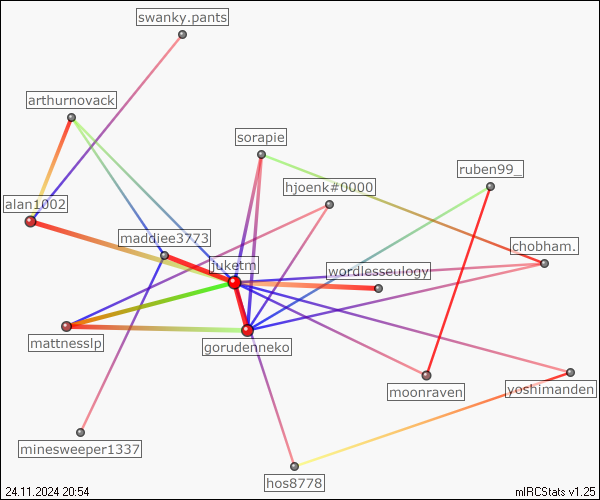 swanky.pants
arthurnovack
sorapie
ruben99_
hjoenk#0000
alan1002
maddiee3773
chobham.
juketm
wordlesseulogy
mattnesslp
gorudenneko
moonraven
yoshimanden
minesweeper1337
hos8778
24.11.2024 20:54
mIRCStats v1.25